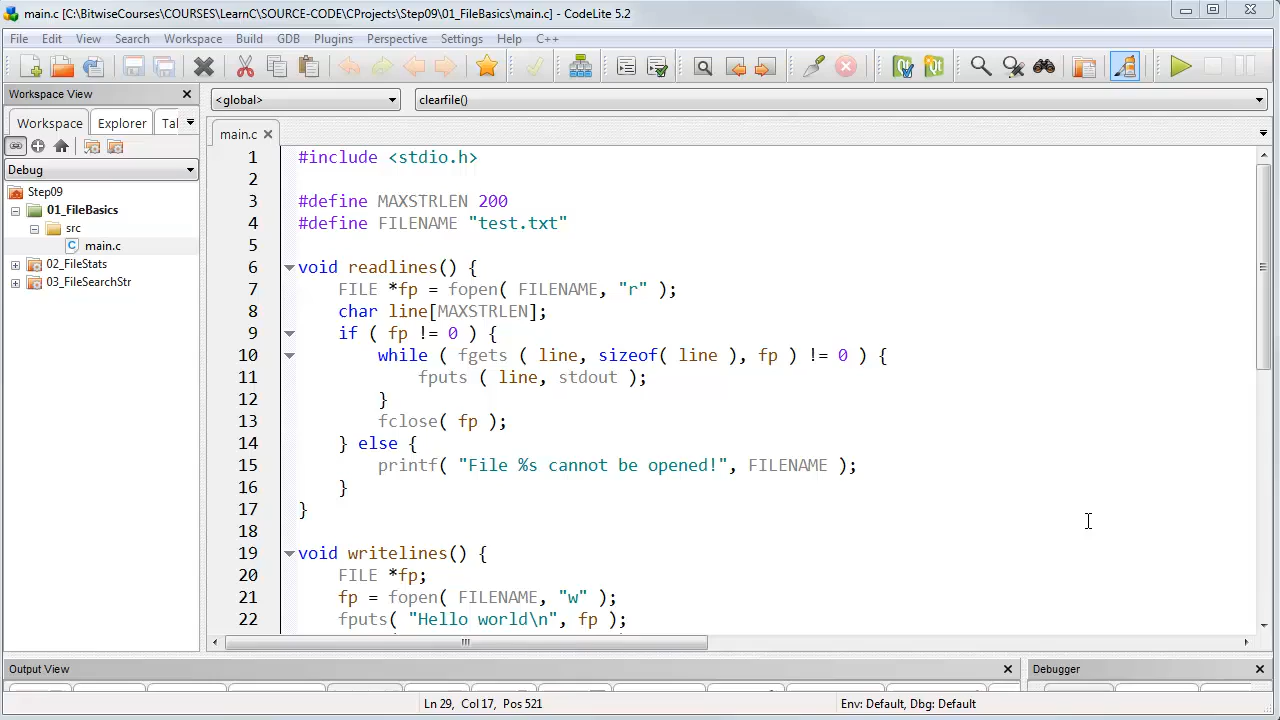 main.c [C:\BitwiseCourses\COURSES\LearnC\SOURCE-CODE\CProjects\Step09\01_FileBasics\main.c] - CodeLite 5.2
File Edit View Search Workspace Build GDB Plugins Perspective Settings Help C++
Workspace View
<global> clearfile()
Workspace Explorer Tal
main.c
Debug
Step09
01_FileBasics
src
main.c
02_FileStats
03_FileSearchStr
1 #include <stdio.h>
2
3 #define MAXSTRLEN 200
4 #define FILENAME "test.txt"
5
6 void readlines() {
7 FILE *fp = fopen( FILENAME, "r" );
8 char line[MAXSTRLEN];
9 if ( fp != 0 ) {
10 while ( fgets ( line, sizeof( line ), fp ) != 0 ) {
11 fputs ( line, stdout );
12 }
13 fclose( fp );
14 } else {
15 printf( "File %s cannot be opened!", FILENAME );
16 }
17 }
18
19 void writelines() {
20 FILE *fp;
21 fp = fopen( FILENAME, "w" );
22 fputs( "Hello world\n", fp );
Output View
Debugger
Ln 29, Col 17, Pos 521
Env: Default, Dbg: Default